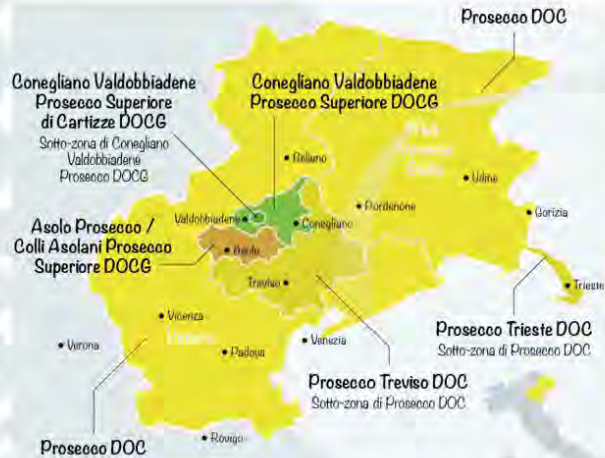 Prosecco DOC
Conegliano Valdobbiadene
Prosecco Superiore
di Cartizze DOCG
Sotto-zona di Conegliano
Valdobbiadene
Prosecco DOCG
Conegliano Valdobbiadene
Prosecco Superiore DOCG
Belluno
Udine
Pordenone
Gorizia
Valdobbiadene
Conegliano
Asolo Prosecco /
Colli Asolani Prosecco
Superiore DOCG
Asolo
Treviso
Trieste
Vicenza
Verona
Padova
Venezia
Prosecco Trieste DOC
Sotto-zona di Prosecco DOC
Prosecco Treviso DOC
Sotto-zona di Prosecco DOC
Prosecco DOC
Rovigo